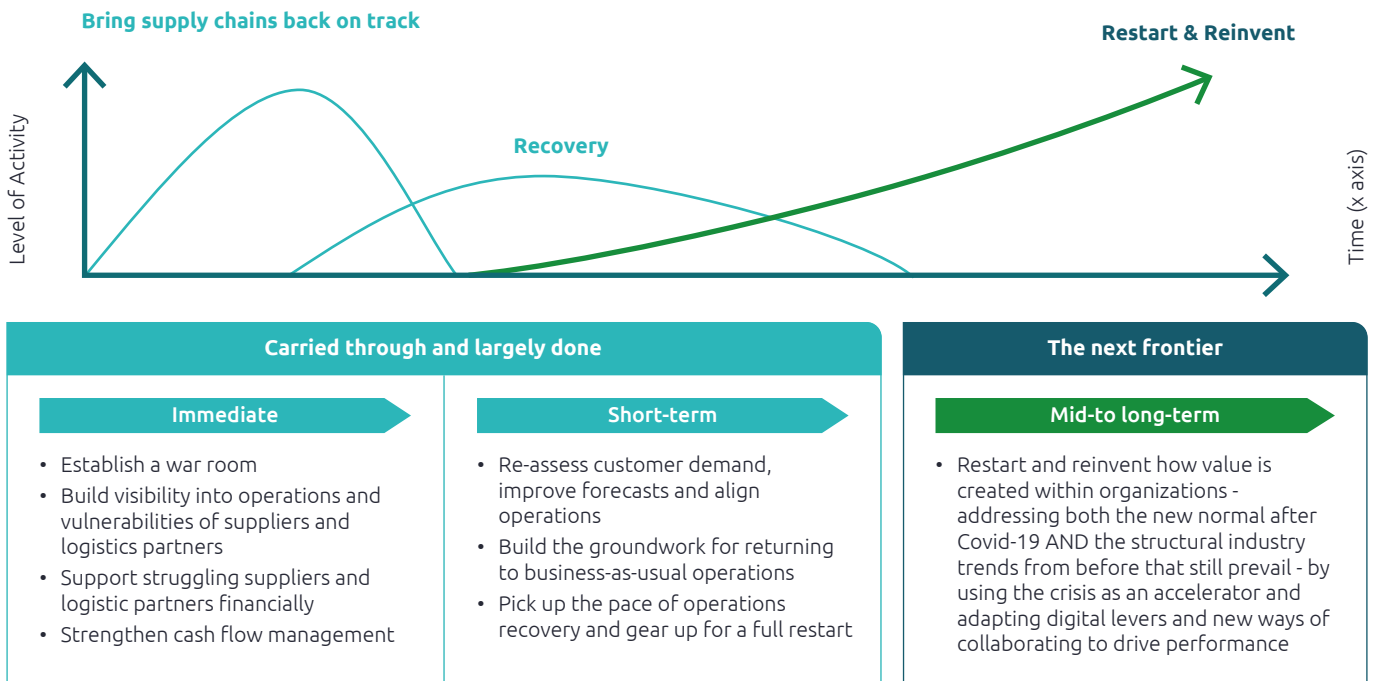 Bring supply chains back on track
Restart & Reinvent
Level of Activity
Recovery
Time (x axis)
Carried through and largely done
The next frontier
Immediate
• Establish a war room
• Build visibility into operations and
vulnerabilities of suppliers and
logistics partners
• Support struggling suppliers and
logistic partners financially
• Strengthen cash flow management
Short-term
• Re-assess customer demand,
improve forecasts and align
operations
• Build the groundwork for returning
to business-as-usual operations
• Pick up the pace of operations
recovery and gear up for a full restart
Mid-to long-term
• Restart and reinvent how value is
created within organizations -
addressing both the new normal after
Covid-19 AND the structural industry
trends from before that still prevail - by
using the crisis as an accelerator and
adapting digital levers and new ways of
collaborating to drive performance